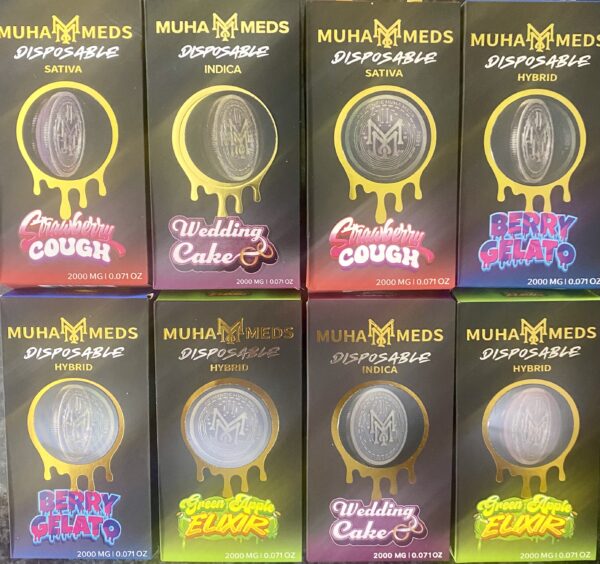 MUHA MEDS
DISPOSABLE
SATIVA
Strawberry
COUGH
2000 MG | 0.071 OZ
MUHA MEDS
DISPOSABLE
INDICA
Wedding
Cake
2000 MG | 0.071 OZ
MUHA MEDS
DISPOSABLE
SATIVA
Strawberry
COUGH
2000 MG | 0.071 OZ
MUHA MEDS
DISPOSABLE
HYBRID
BERRY
GELATO
2000 MG | 0.071 OZ
MUHA MEDS
DISPOSABLE
HYBRID
BERRY
GELATO
2000 MG | 0.071 OZ
MUHA MEDS
DISPOSABLE
HYBRID
Green Apple
ELIXIR
2000 MG | 0.071 OZ
MUHA MEDS
DISPOSABLE
INDICA
Wedding
Cake
2000 MG | 0.071 OZ
MUHA MEDS
DISPOSABLE
HYBRID
Green Apple
ELIXIR
2000 MG | 0.071 OZ